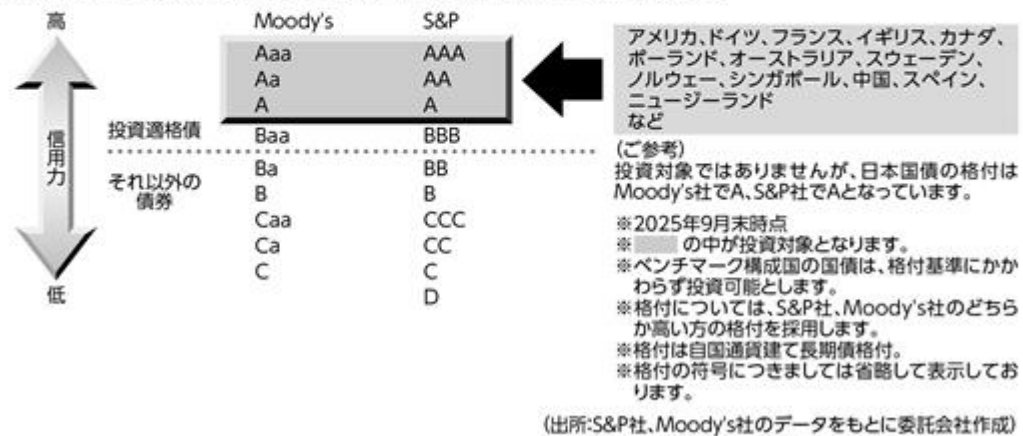 高
Moody's S&P
Aaa AAA
Aa AA
A A
投資適格債 Baa BBB
信用力
それ以外の
債券
Ba BB
B B
Caa CCC
Ca CC
C C
D
低
アメリカ、ドイツ、フランス、イギリス、カナダ、
ポーランド、オーストラリア、スウェーデン、
ノルウェー、シンガポール、中国、スペイン、
ニュージーランド
など
(ご参考)
投資対象ではありませんが、日本国債の格付は
Moody's社でA、S&P社でAとなっています。
※2025年9月末時点
※ の中が投資対象となります。
※ベンチマーク構成国の国債は、格付基準にかか
わらず投資可能とします。
※格付については、S&P社、Moody's社のどちら
か高い方の格付を採用します。
※格付は自国通貨建て長期債格付。
※格付の符号につきましては省略して表示してお
ります。
(出所:S&P社、Moody's社のデータをもとに委託会社作成)